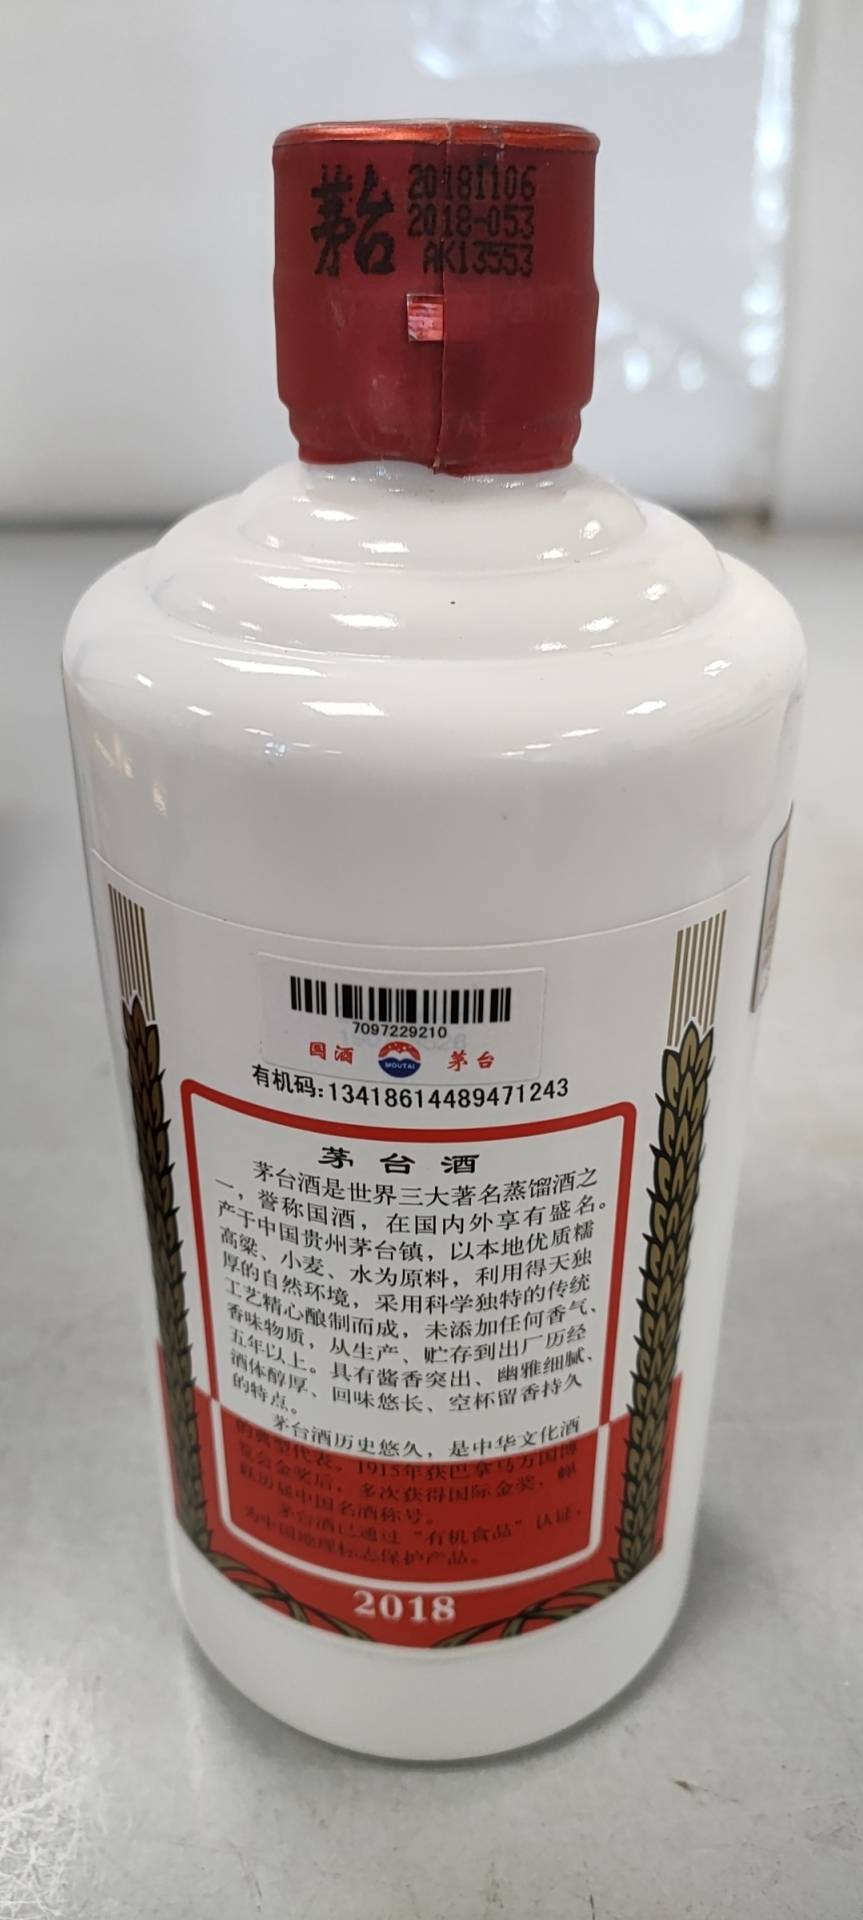 茅台
20181106
2018-053
AK13553
7097229210
国酒
MOUTAI
茅台
有机码:13418614489471243
茅台酒
茅台酒是世界三大著名蒸馏酒之
一，誉称国酒，在国内外享有盛名。
产于中国贵州茅台镇，以本地优质糯
高粱、小麦、水为原料，利用得天独
厚的自然环境，采用科学独特的传统
工艺精心酿制而成，未添加任何香气、
香味物质，从生产、贮存到出厂历经
五年以上。具有酱香突出、幽雅细腻、
酒体醇厚、回味悠长、空杯留香持久
的特点。
茅台酒历史悠久，是中华文化酒
的典型代表。1915年获巴拿马万国博
览会金奖后，多次获得国际金奖，蝉
联历届中国名酒称号。
茅台酒已通过"有机食品"认证，
为中国地理标志保护产品。
2018